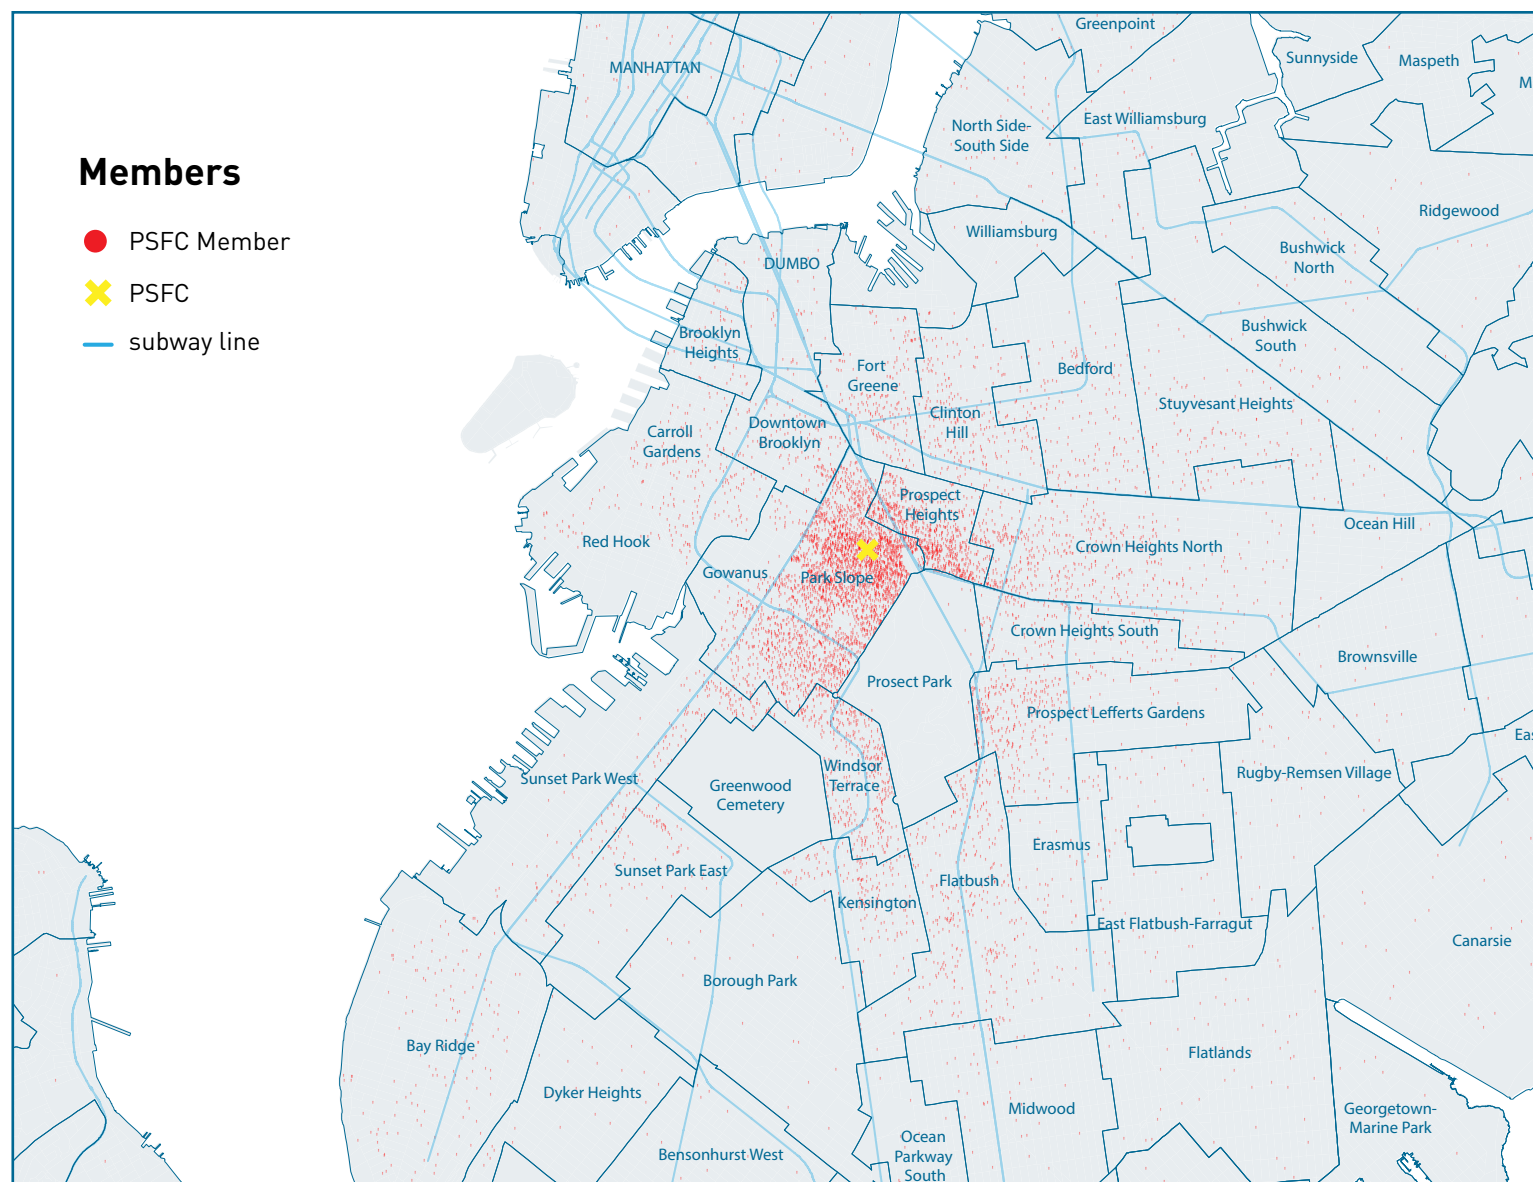 Members
PSFC Member
PSFC
subway line
MANHATTAN
Greenpoint
Sunnyside
Maspeth
M
North Side-
South Side
East Williamsburg
Ridgewood
Williamsburg
Bushwick
North
DUMBO
Brooklyn
Heights
Bushwick
South
Fort
Greene
Bedford
Stuyvesant Heights
Clinton
Hill
Downtown
Brooklyn
Carroll
Gardens
Prospect
Heights
Ocean Hill
Red Hook
Crown Heights North
Gowanus
Park Slope
Crown Heights South
Brownsville
Prosect Park
Prospect Lefferts Gardens
Eas
Windsor
Terrace
Rugby-Remsen Village
Sunset Park West
Greenwood
Cemetery
Erasmus
Sunset Park East
Flatbush
Kensington
East Flatbush-Farragut
Canarsie
Borough Park
Bay Ridge
Flatlands
Dyker Heights
Midwood
Georgetown-
Marine Park
Ocean
Parkway
South
Bensonhurst West